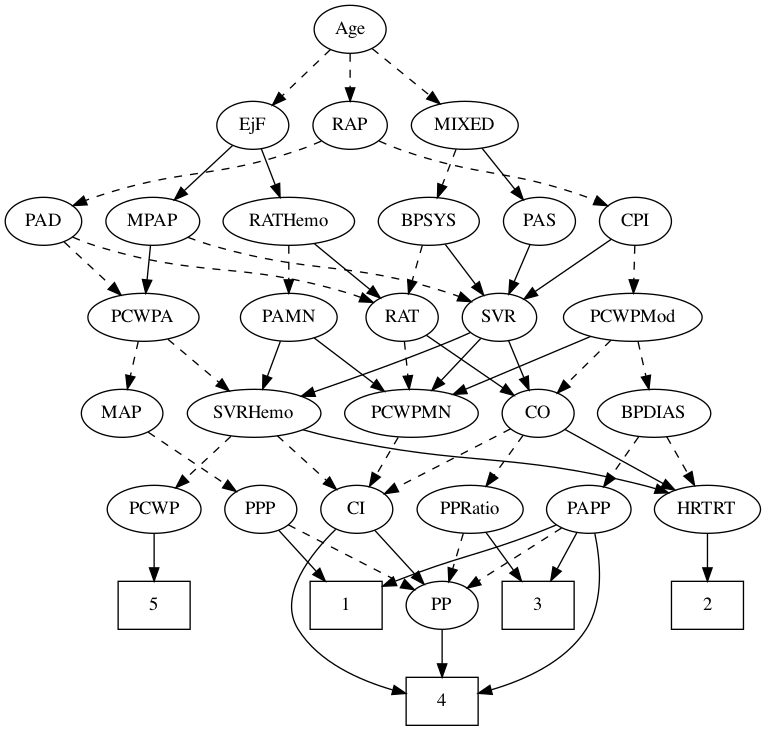 Age
EjF RAP MIXED
PAD MPAP RATHemo BPSYS PAS CPI
PCWPA PAMN RAT SVR PCWPMod
MAP SVRHemo PCWPMN CO BPDIAS
PCWP PPP CI PPRatio PAPP HRTRT
5 1 PP 3 2
4